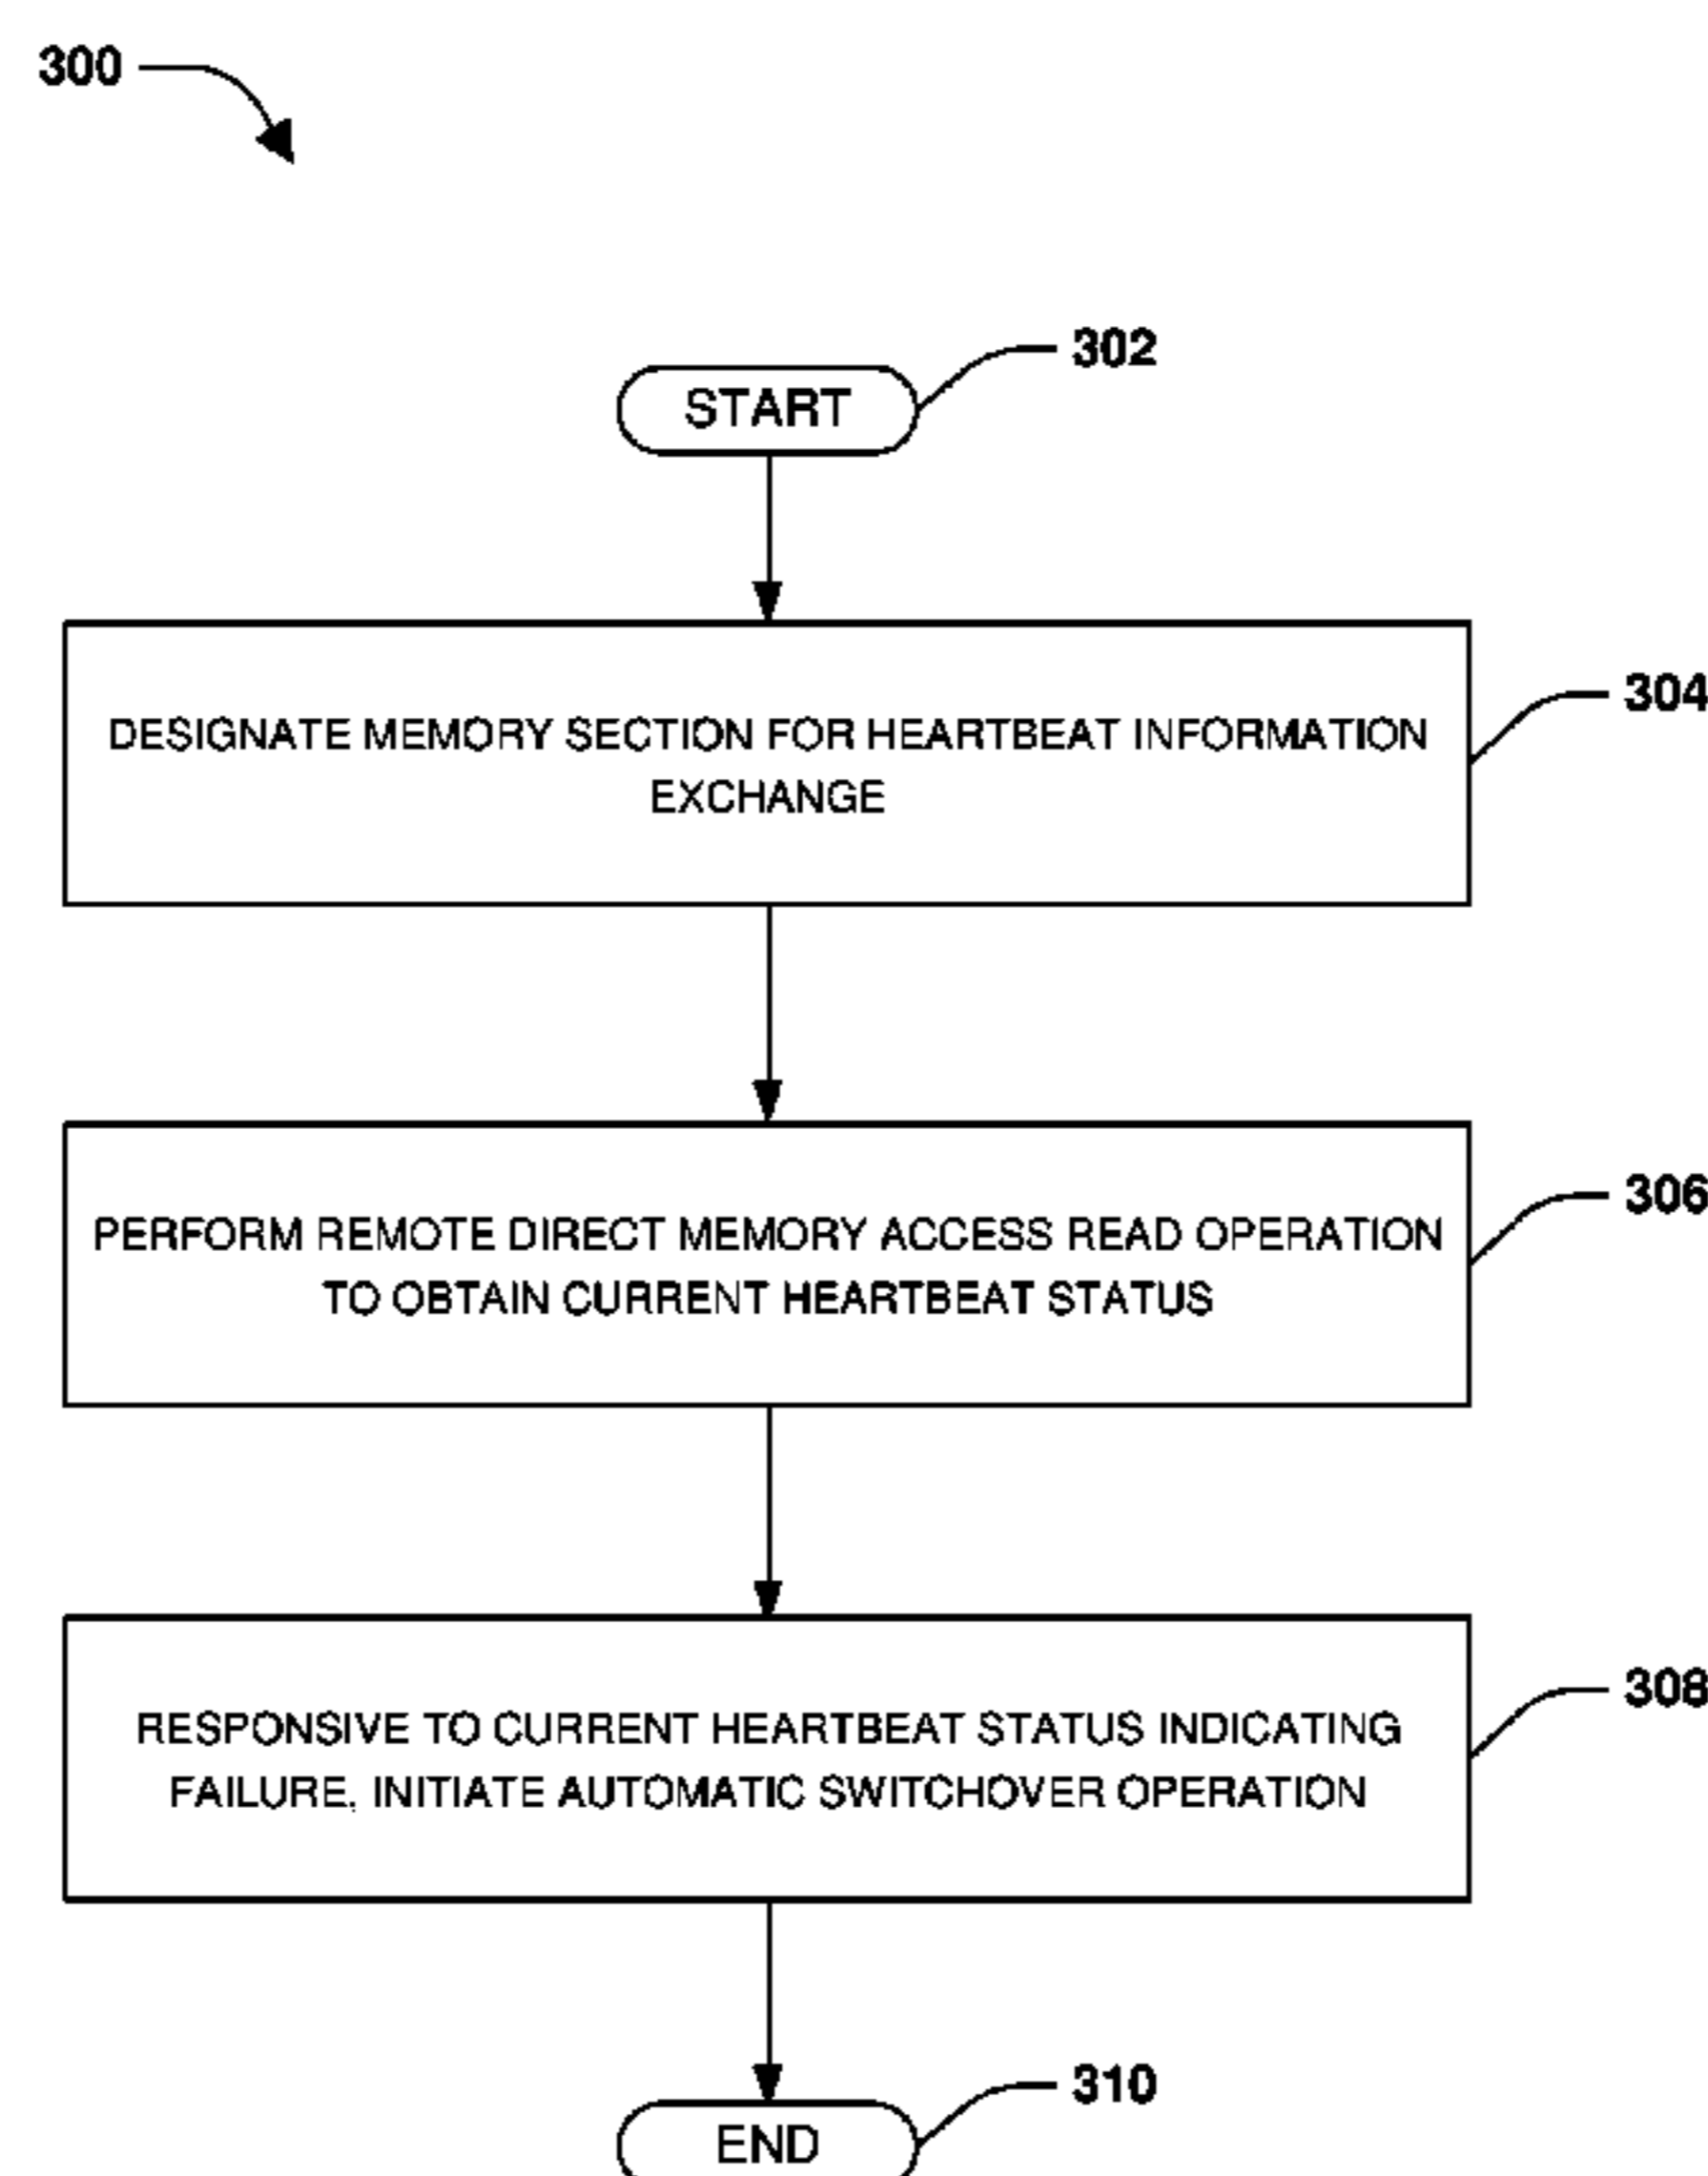 300
302
START
304
DESIGNATE MEMORY SECTION FOR HEARTBEAT INFORMATION
EXCHANGE
306
PERFORM REMOTE DIRECT MEMORY ACCESS READ OPERATION
TO OBTAIN CURRENT HEARTBEAT STATUS
308
RESPONSIVE TO CURRENT HEARTBEAT STATUS INDICATING
FAILURE, INITIATE AUTOMATIC SWITCHOVER OPERATION
310
END